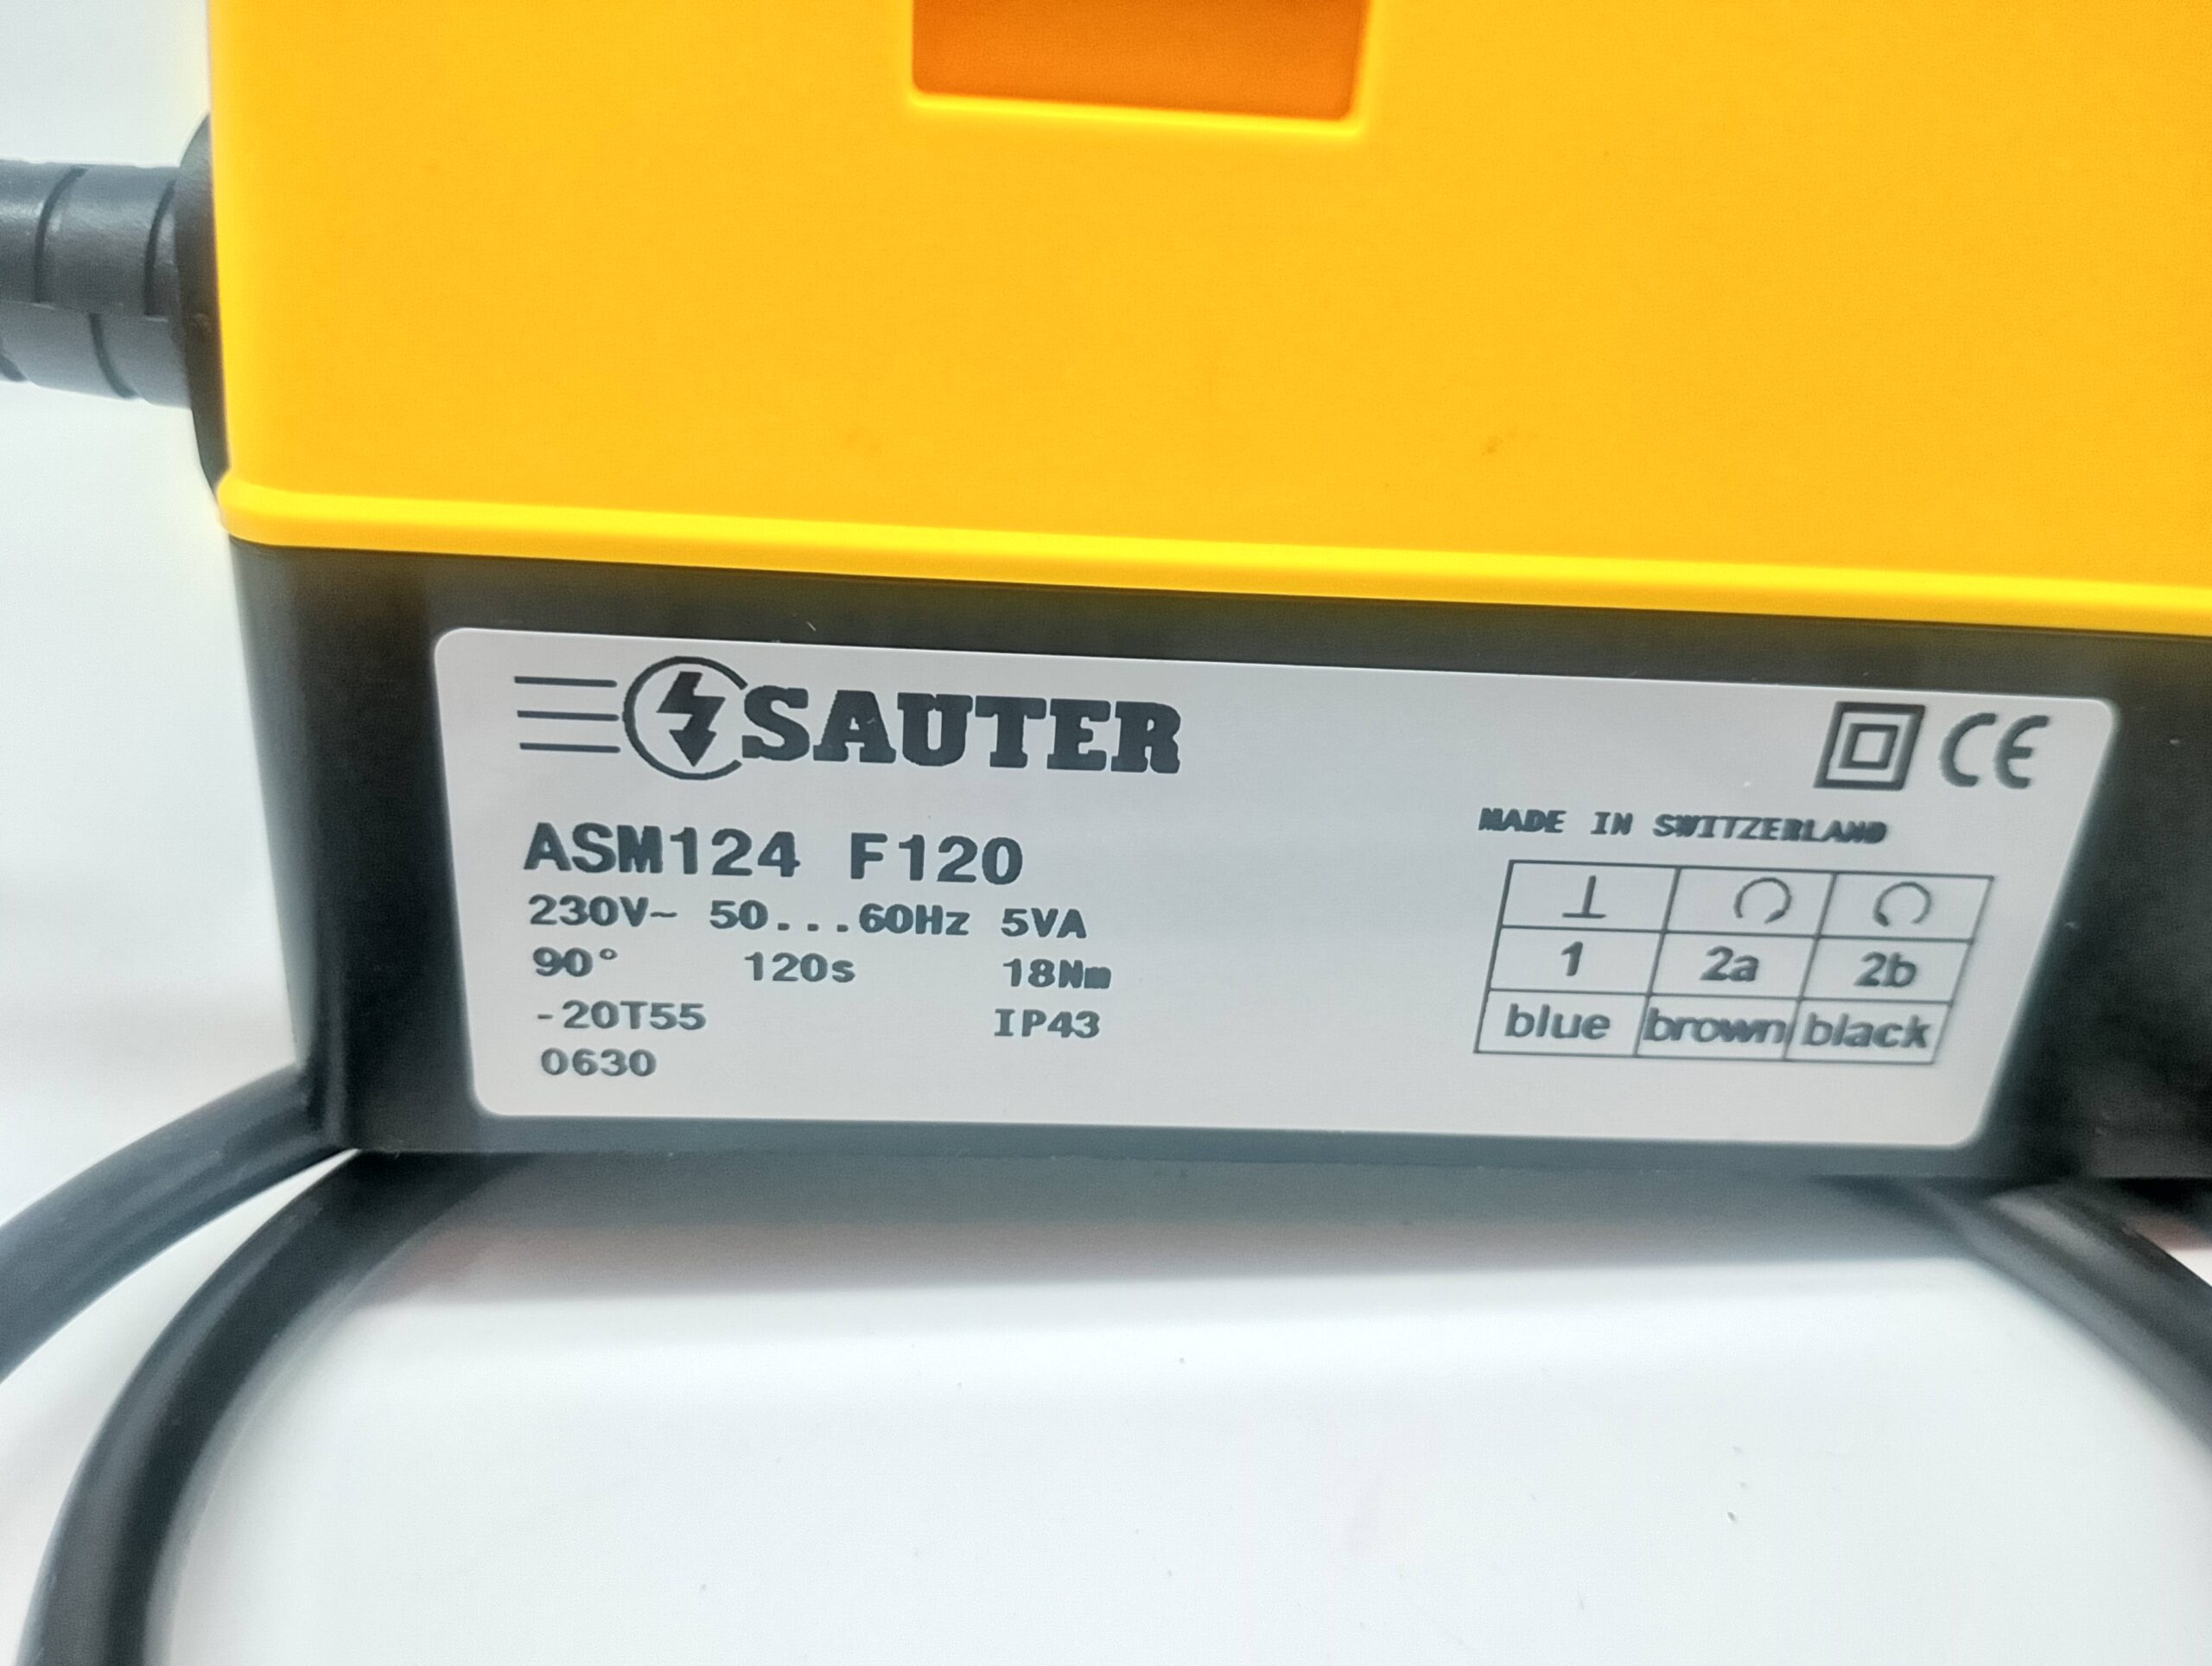 SAUTER
CE
MADE IN SWITZERLAND
ASM124 F120
230V~ 50...60Hz 5VA
90° 120s 18Nm
-20T55 IP43
0630
1 2a 2b
blue brown black